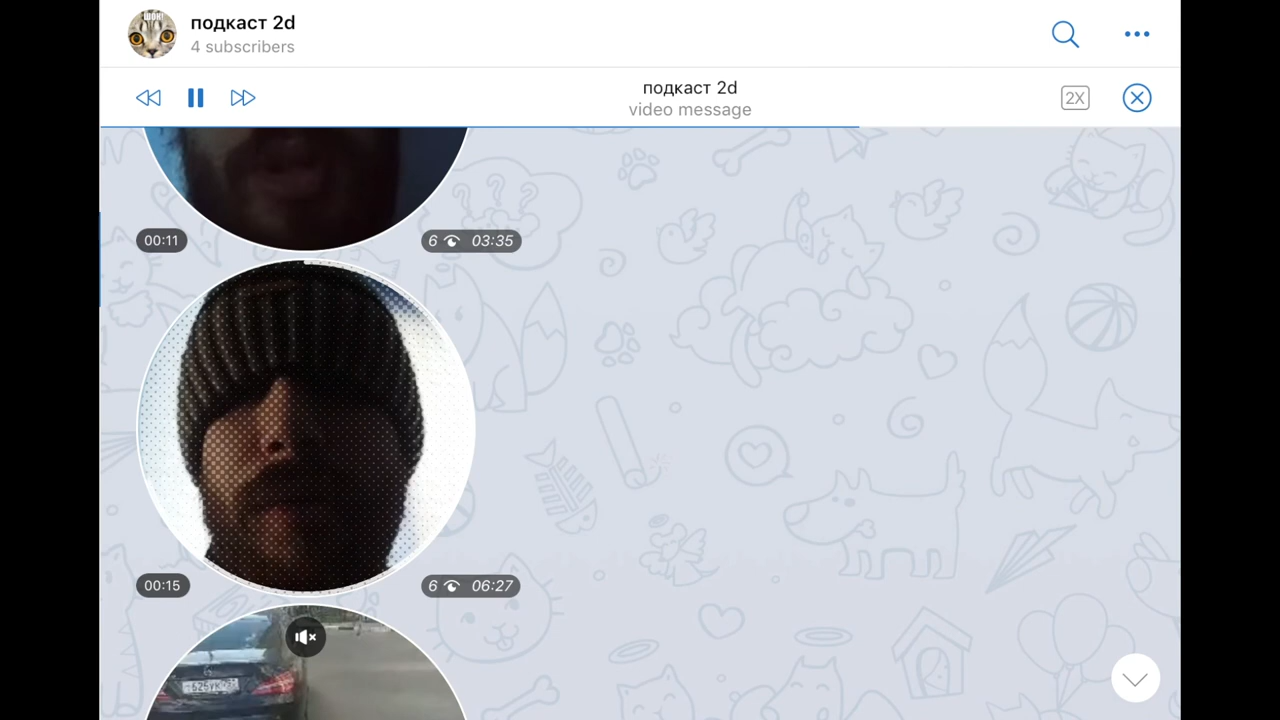 ШОК!
подкаст 2d
4 subscribers
подкаст 2d
video message
2X
00:11
6 03:35
00:15
6 06:27